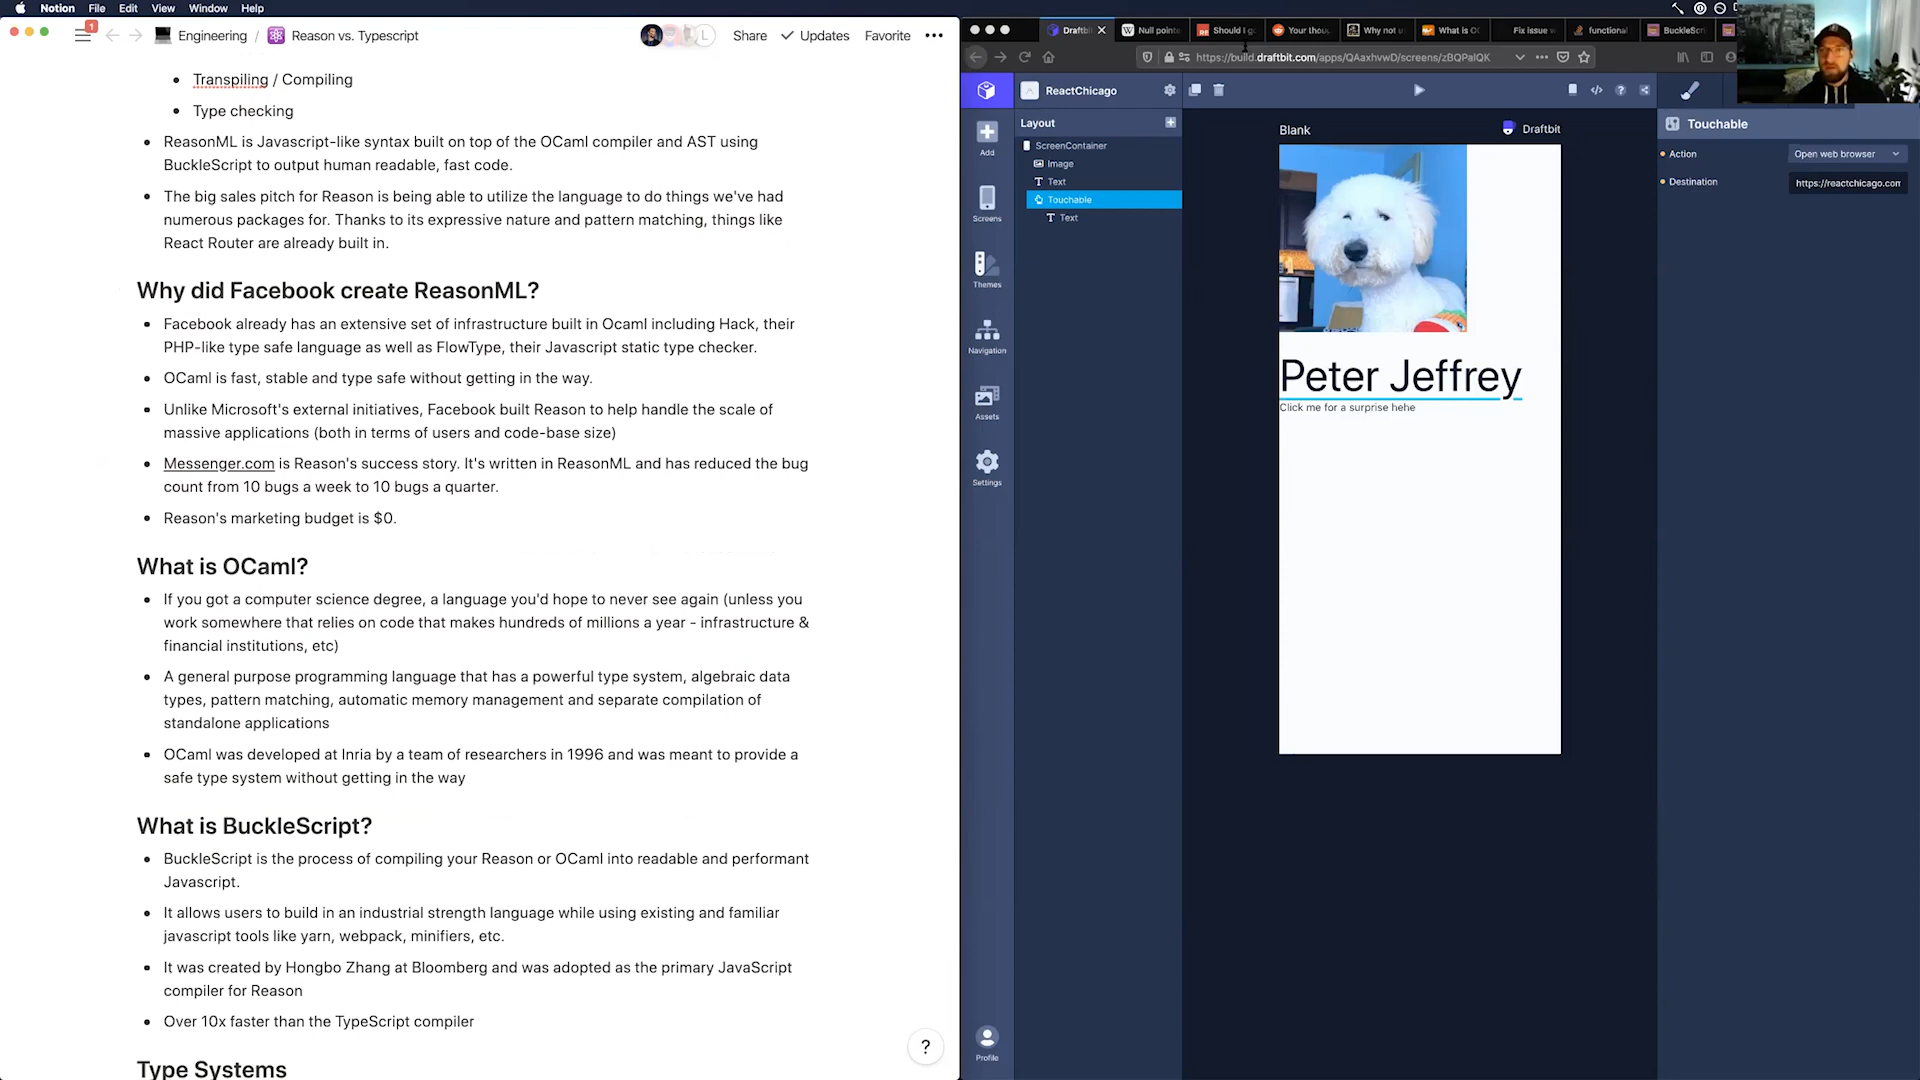 Notion File Edit View Window Help
1
Engineering / Reason vs. Typescript
L Share Updates Favorite
Transpiling / Compiling
Type checking
ReasonML is Javascript-like syntax built on top of the OCaml compiler and AST using
BuckleScript to output human readable, fast code.
The big sales pitch for Reason is being able to utilize the language to do things we've had
numerous packages for. Thanks to its expressive nature and pattern matching, things like
React Router are already built in.
Why did Facebook create ReasonML?
Facebook already has an extensive set of infrastructure built in Ocaml including Hack, their
PHP-like type safe language as well as FlowType, their Javascript static type checker.
OCaml is fast, stable and type safe without getting in the way.
Unlike Microsoft's external initiatives, Facebook built Reason to help handle the scale of
massive applications (both in terms of users and code-base size)
Messenger.com is Reason's success story. It's written in ReasonML and has reduced the bug
count from 10 bugs a week to 10 bugs a quarter.
Reason's marketing budget is $0.
What is OCaml?
If you got a computer science degree, a language you'd hope to never see again (unless you
work somewhere that relies on code that makes hundreds of millions a year - infrastructure &
financial institutions, etc)
A general purpose programming language that has a powerful type system, algebraic data
types, pattern matching, automatic memory management and separate compilation of
standalone applications
OCaml was developed at Inria by a team of researchers in 1996 and was meant to provide a
safe type system without getting in the way
What is BuckleScript?
BuckleScript is the process of compiling your Reason or OCaml into readable and performant
Javascript.
It allows users to build in an industrial strength language while using existing and familiar
javascript tools like yarn, webpack, minifiers, etc.
It was created by Hongbo Zhang at Bloomberg and was adopted as the primary JavaScript
compiler for Reason
Over 10x faster than the TypeScript compiler
Type Systems
?
Draftbi Null pointe Should I g Your thou Why not u What is O Fix issue functional BuckleScri
https://build.draftbit.com/apps/QAaxhvwD/screens/zBQPalQK
ReactChicago
Add
Screens
Themes
Navigation
Assets
Settings
Profile
Layout
ScreenContainer
Image
Text
Touchable
Text
Blank Draftbit
Peter Jeffrey
Click me for a surprise hehe
Touchable
Action Open web browser
Destination https://reactchicago.com